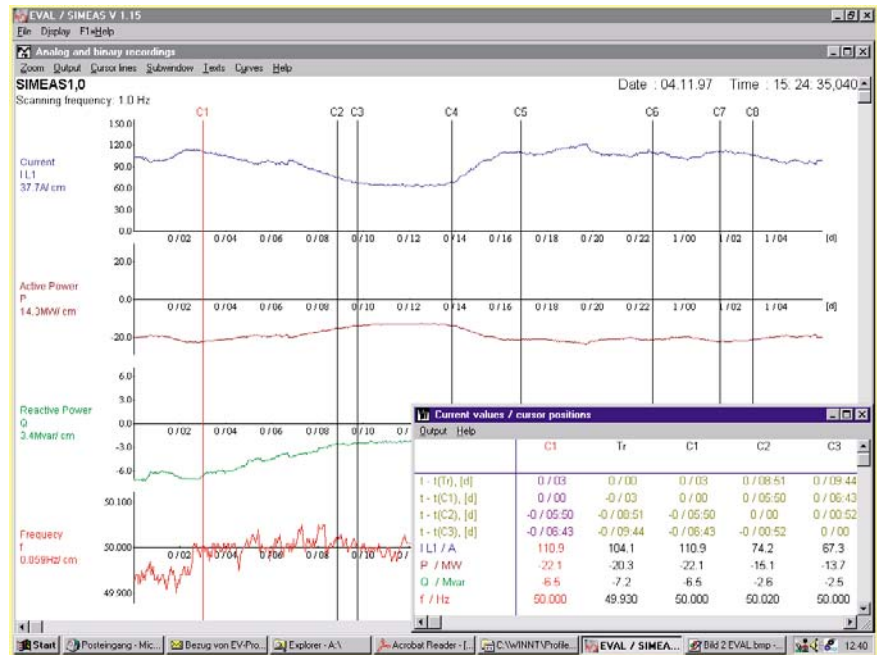 EVAL / SIMEAS V 1.15
File Display F1=Help
Analog and binary recordings
Zoom Output Cursor lines Subwindow Texts Curves Help
SIMEAS1,0 Date : 04.11.97 Time : 15: 24: 35,040
Scanning frequency: 1.0 Hz
C1 C2 C3 C4 C5 C6 C7 C8
150.0
120.0
Current
I L1
37.7A/ cm
90.0
60.0
30.0
0.0
0 / 02 0 / 04 0 / 06 0 / 08 0 / 10 0 / 12 0 / 14 0 / 16 0 / 18 0 / 20 0 / 22 1 / 00 1 / 02 1 / 04 [d]
20.0
Active Power
P
14.3MW/ cm
0.0
0 / 02 0 / 04 0 / 06 0 / 08 0 / 10 0 / 12 0 / 14 0 / 16 0 / 18 0 / 20 0 / 22 1 / 00 1 / 02 1 / 04 [d]
-20.0
6.0
3.0
Reactive Power
Q
3.4Mvar/ cm
0.0
0 / 02 0 / 04 0 / 06 0 / 08 0 / 10 0 /
-3.0
-6.0
50.100
Frequecy
f
0.059Hz/ cm
50.000
0 / 02 0 / 04 0 / 06 0 / 08 0 / 10 0 /
49.900
Current values / cursor positions
Output Help
C1 Tr C1 C2 C3
t - t(Tr), [d] 0 / 03 0 / 00 0 / 03 0 / 08:51 0 / 09:44
t - t(C1), [d] 0 / 00 -0 / 03 0 / 00 0 / 05:50 0 / 06:43
t - t(C2), [d] -0 / 05:50 -0 / 08:51 -0 / 05:50 0 / 00 0 / 00:52
t - t(C3), [d] -0 / 06:43 -0 / 09:44 -0 / 06:43 -0 / 00:52 0 / 00
I L1 / A 110.9 104.1 110.9 74.2 67.3
P / MW -22.1 -20.3 -22.1 -15.1 -13.7
Q / Mvar -6.5 -7.2 -6.5 -2.6 -2.5
f / Hz 50.000 49.930 50.000 50.020 50.000
Start Posteingang - Mic... Bezug von EV-Pro... Explorer - A:\ Acrobat Reader - [... C:\WINNT\Profile... EVAL / SIMEA... Bild 2 EVAL.bmp -... 12:40